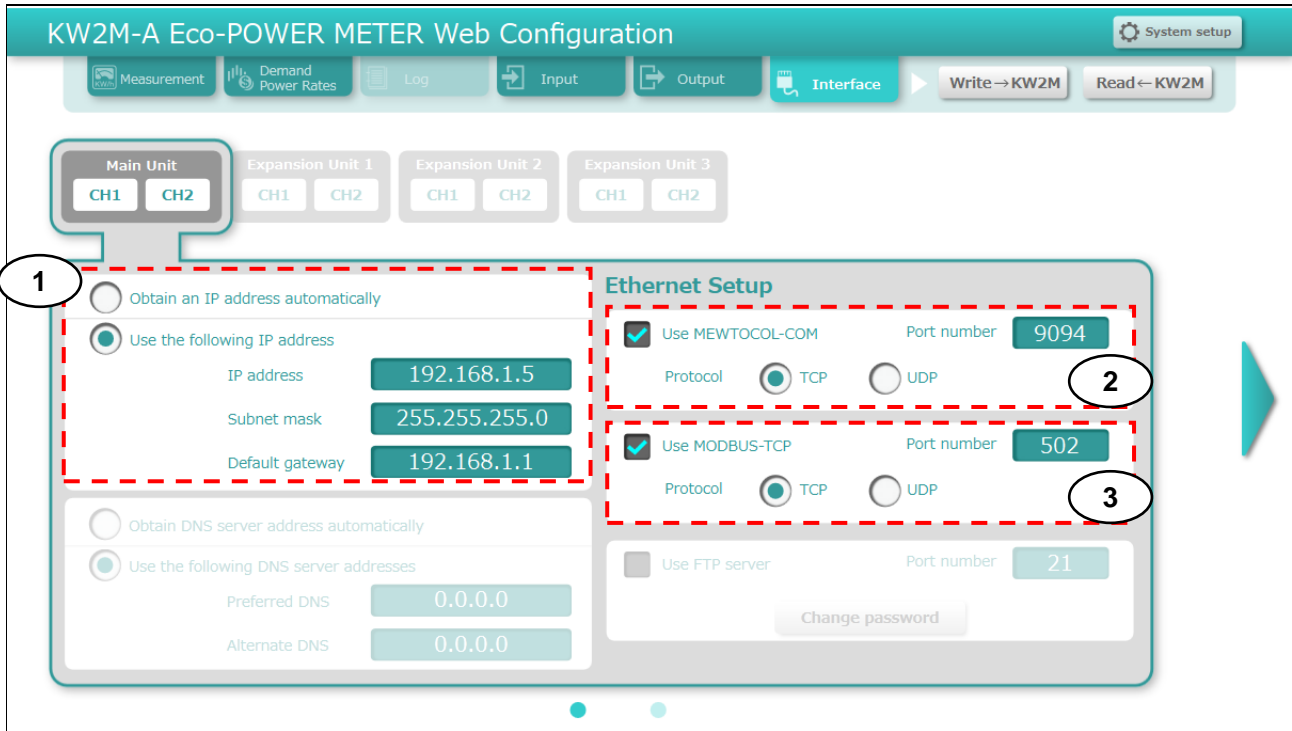 KW2M-A Eco-POWER METER Web Configuration
System setup
KWh
Measurement
Demand
Power Rates
Log
Input
Output
Interface
Write→KW2M
Read←KW2M
Main Unit
CH1 CH2
Expansion Unit 1
CH1 CH2
Expansion Unit 2
CH1 CH2
Expansion Unit 3
CH1 CH2
1
Obtain an IP address automatically
Use the following IP address
IP address 192.168.1.5
Subnet mask 255.255.255.0
Default gateway 192.168.1.1
Obtain DNS server address automatically
Use the following DNS server addresses
Preferred DNS 0.0.0.0
Alternate DNS 0.0.0.0
Ethernet Setup
Use MEWTOCOL-COM Port number 9094
Protocol TCP UDP
2
Use MODBUS-TCP Port number 502
Protocol TCP UDP
3
Use FTP server Port number 21
Change password